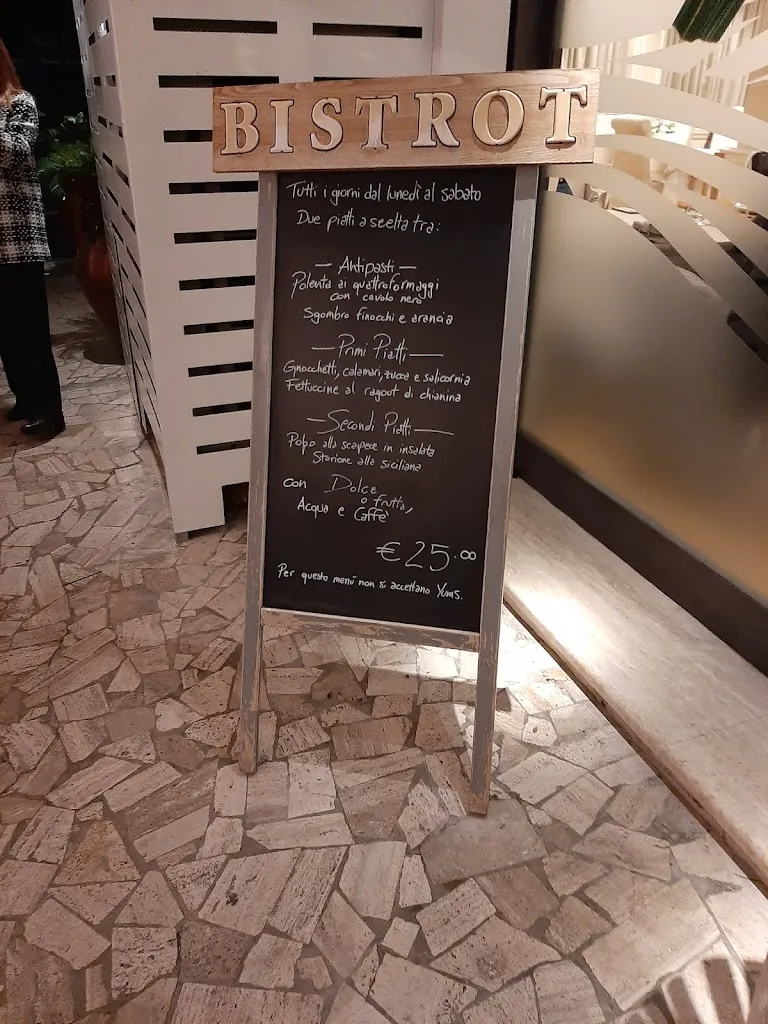 BISTROT
Tutti i giorni dal lunedì al sabato
Due piatti a scelta tra:
— Antipasti —
Polenta ai quattroformaggi
con cavolo nero
Sgombro finocchi e arancia
— Primi Piatti —
Gnocchetti, calamari, zucca e salicornia
Fettuccine al ragout di chianina
— Secondi Piatti —
Polpo alla scapece in insalata
Storione alla siciliana
con Dolce
o frutta,
Acqua e Caffè
€25.00
Per questo menù non si accettano Yums.